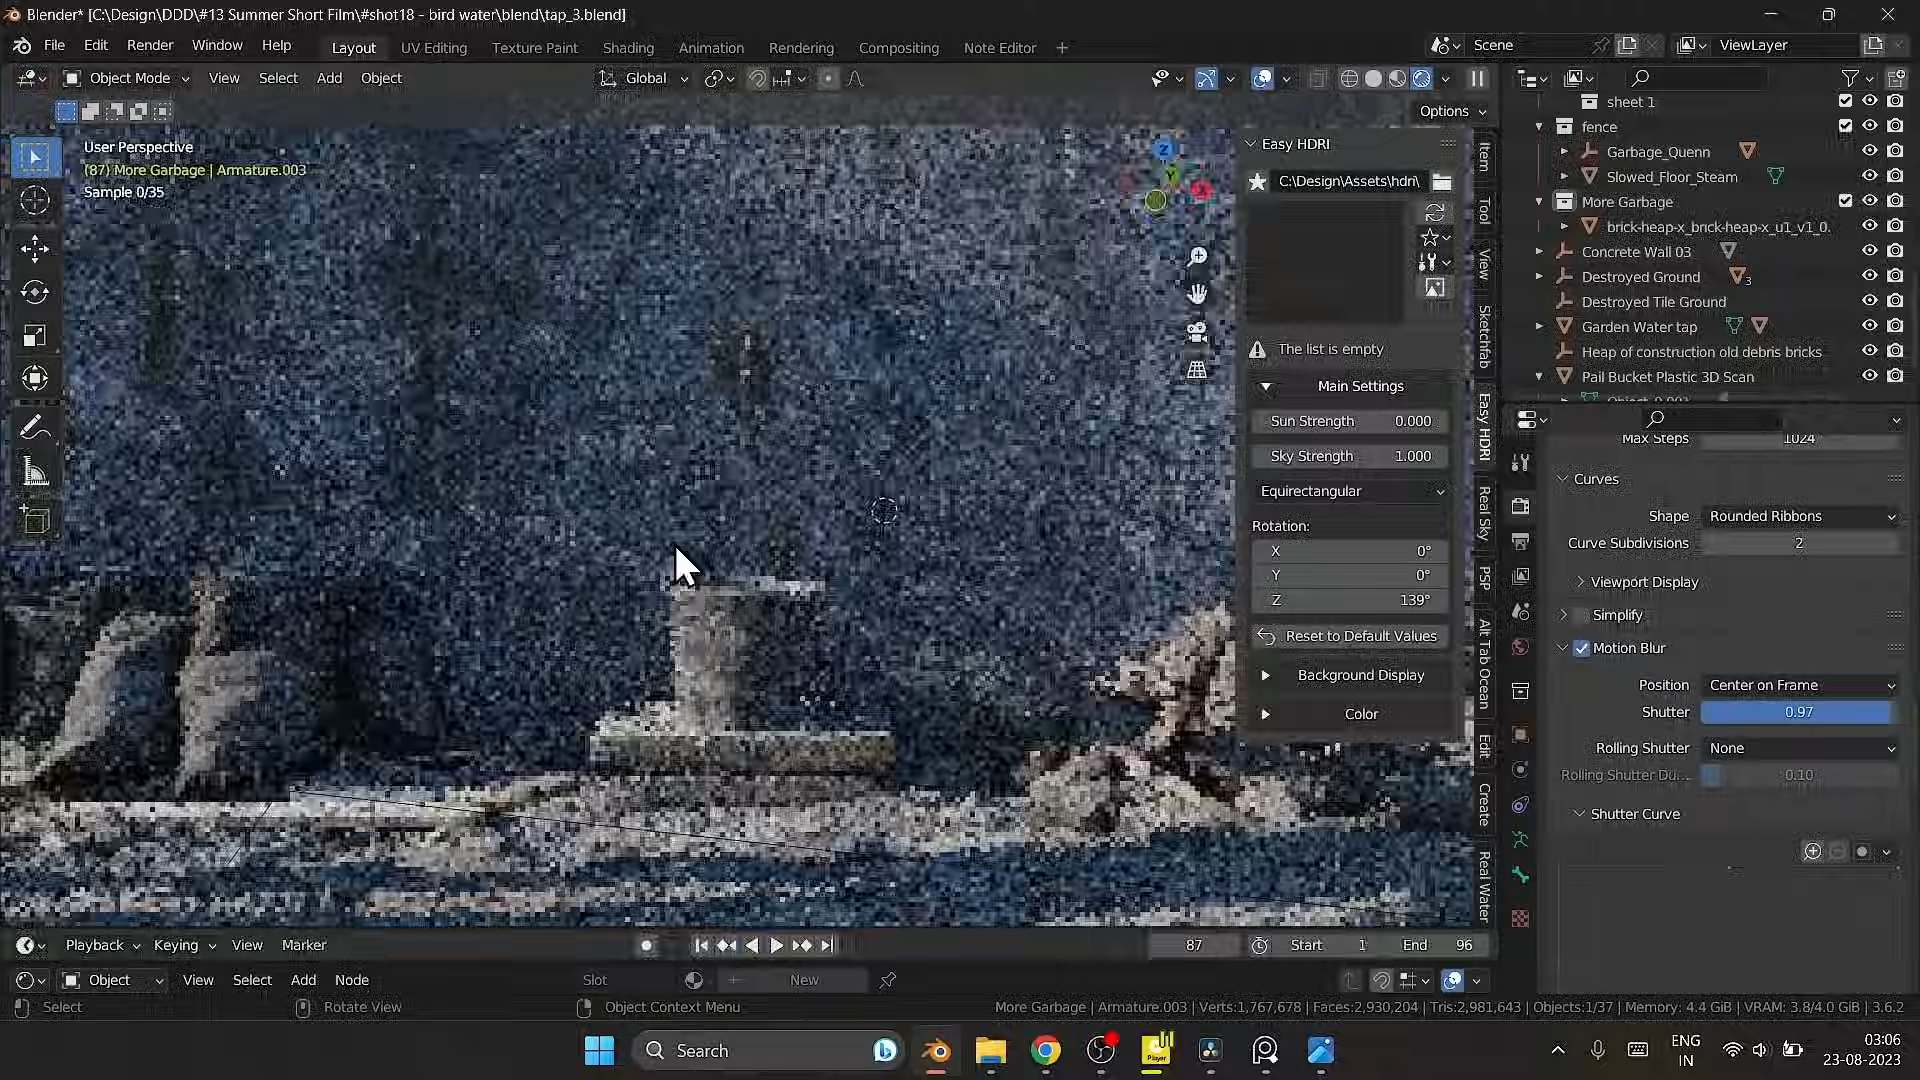 Blender* [C:\Design\DDD\#13 Summer Short Film\#shot18 - bird water\blend\tap_3.blend]
File Edit Render Window Help Layout UV Editing Texture Paint Shading Animation Rendering Compositing Note Editor + Scene ViewLayer
Object Mode View Select Add Object Global
Options
User Perspective
(87) More Garbage | Armature.003
Sample 0/35
Z
Y
Easy HDRI
C:\Design\Assets\hdri\
The list is empty
Main Settings
Sun Strength 0.000
Sky Strength 1.000
Equirectangular
Rotation:
X 0°
Y 0°
Z 139°
Reset to Default Values
Background Display
Color
Item
Tool
View
Sketchfab
Easy HDRI
Real Sky
PSP
Alt Tab Ocean
Edit
Create
Real Water
sheet 1
fence
Garbage_Quenn
Slowed_Floor_Steam
More Garbage
brick-heap-x_brick-heap-x_u1_v1_0.
Concrete Wall 03
Destroyed Ground 3
Destroyed Tile Ground
Garden Water tap
Heap of construction old debris bricks
Pail Bucket Plastic 3D Scan
Max Steps 1024
Curves
Shape Rounded Ribbons
Curve Subdivisions 2
Viewport Display
Simplify
Motion Blur
Position Center on Frame
Shutter 0.97
Rolling Shutter None
Rolling Shutter Du... 0.10
Shutter Curve
Playback Keying View Marker 87 Start 1 End 96
Object View Select Add Node Slot New
Select Rotate View Object Context Menu More Garbage | Armature.003 | Verts:1,767,678 | Faces:2,930,204 | Tris:2,981,643 | Objects:1/37 | Memory: 4.4 GiB | VRAM: 3.8/4.0 GiB | 3.6.2
Search
Player
ENG
IN
03:06
23-08-2023